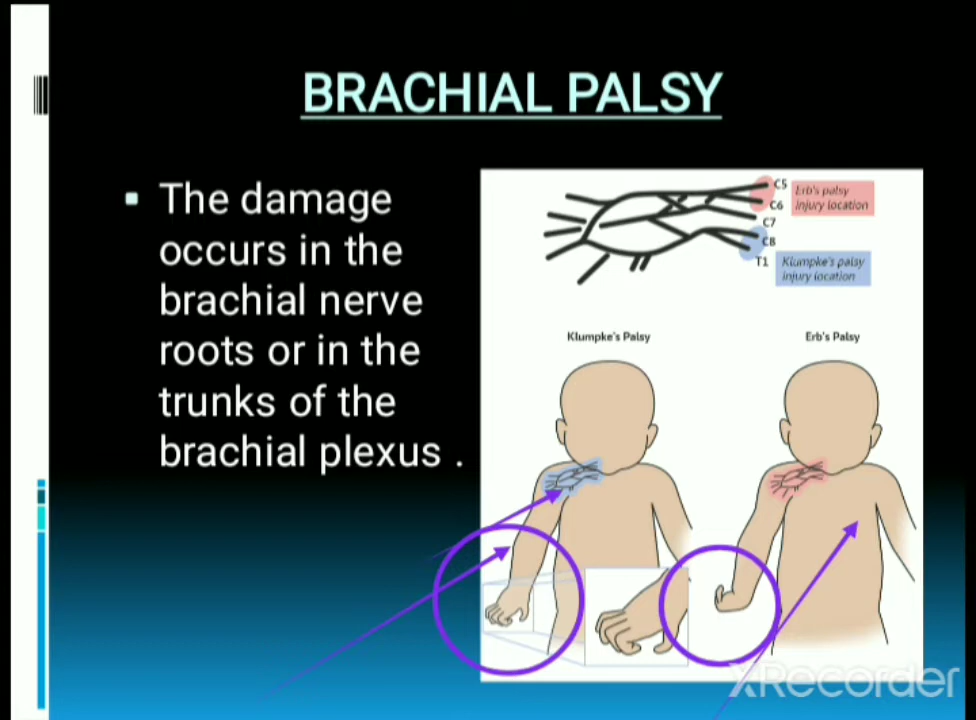 BRACHIAL PALSY
▪ The damage
occurs in the
brachial nerve
roots or in the
trunks of the
brachial plexus .
C5
Erb's palsy
injury location
C6
C7
C8
T1
Klumpke's palsy
injury location
Klumpke's Palsy
Erb's Palsy
XRecorder